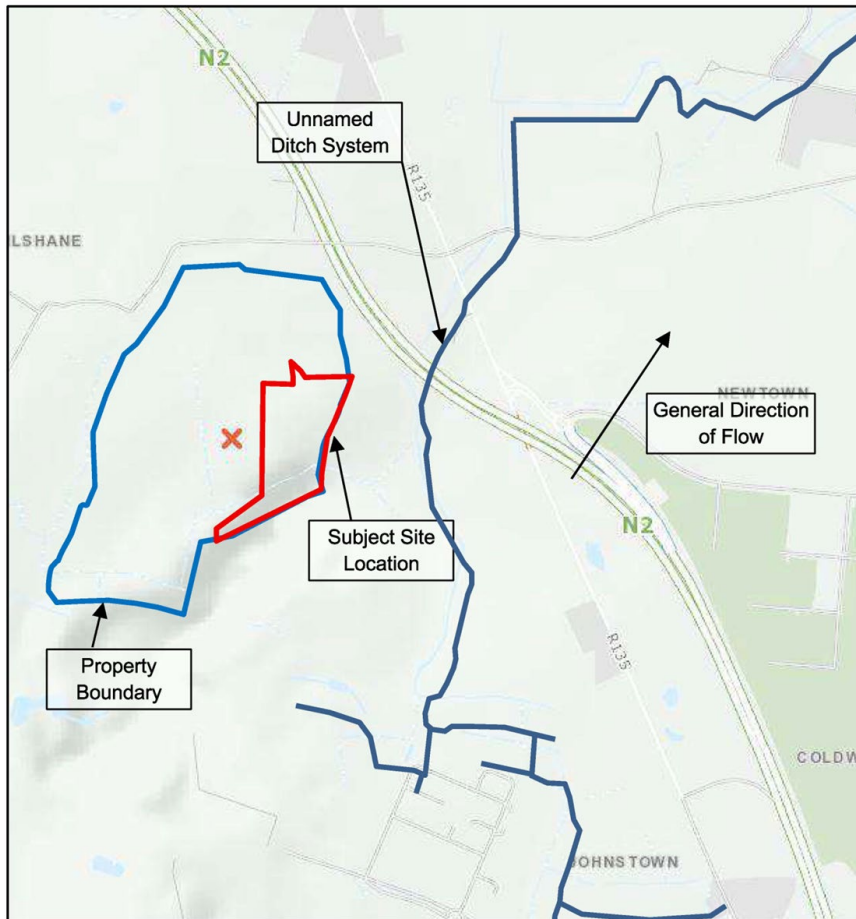 N2
Unnamed
Ditch System
R135
ILSHANE
NEWTOWN
General Direction
of Flow
N2
Subject Site
Location
R135
Property
Boundary
COLDW
JOHNSTOWN